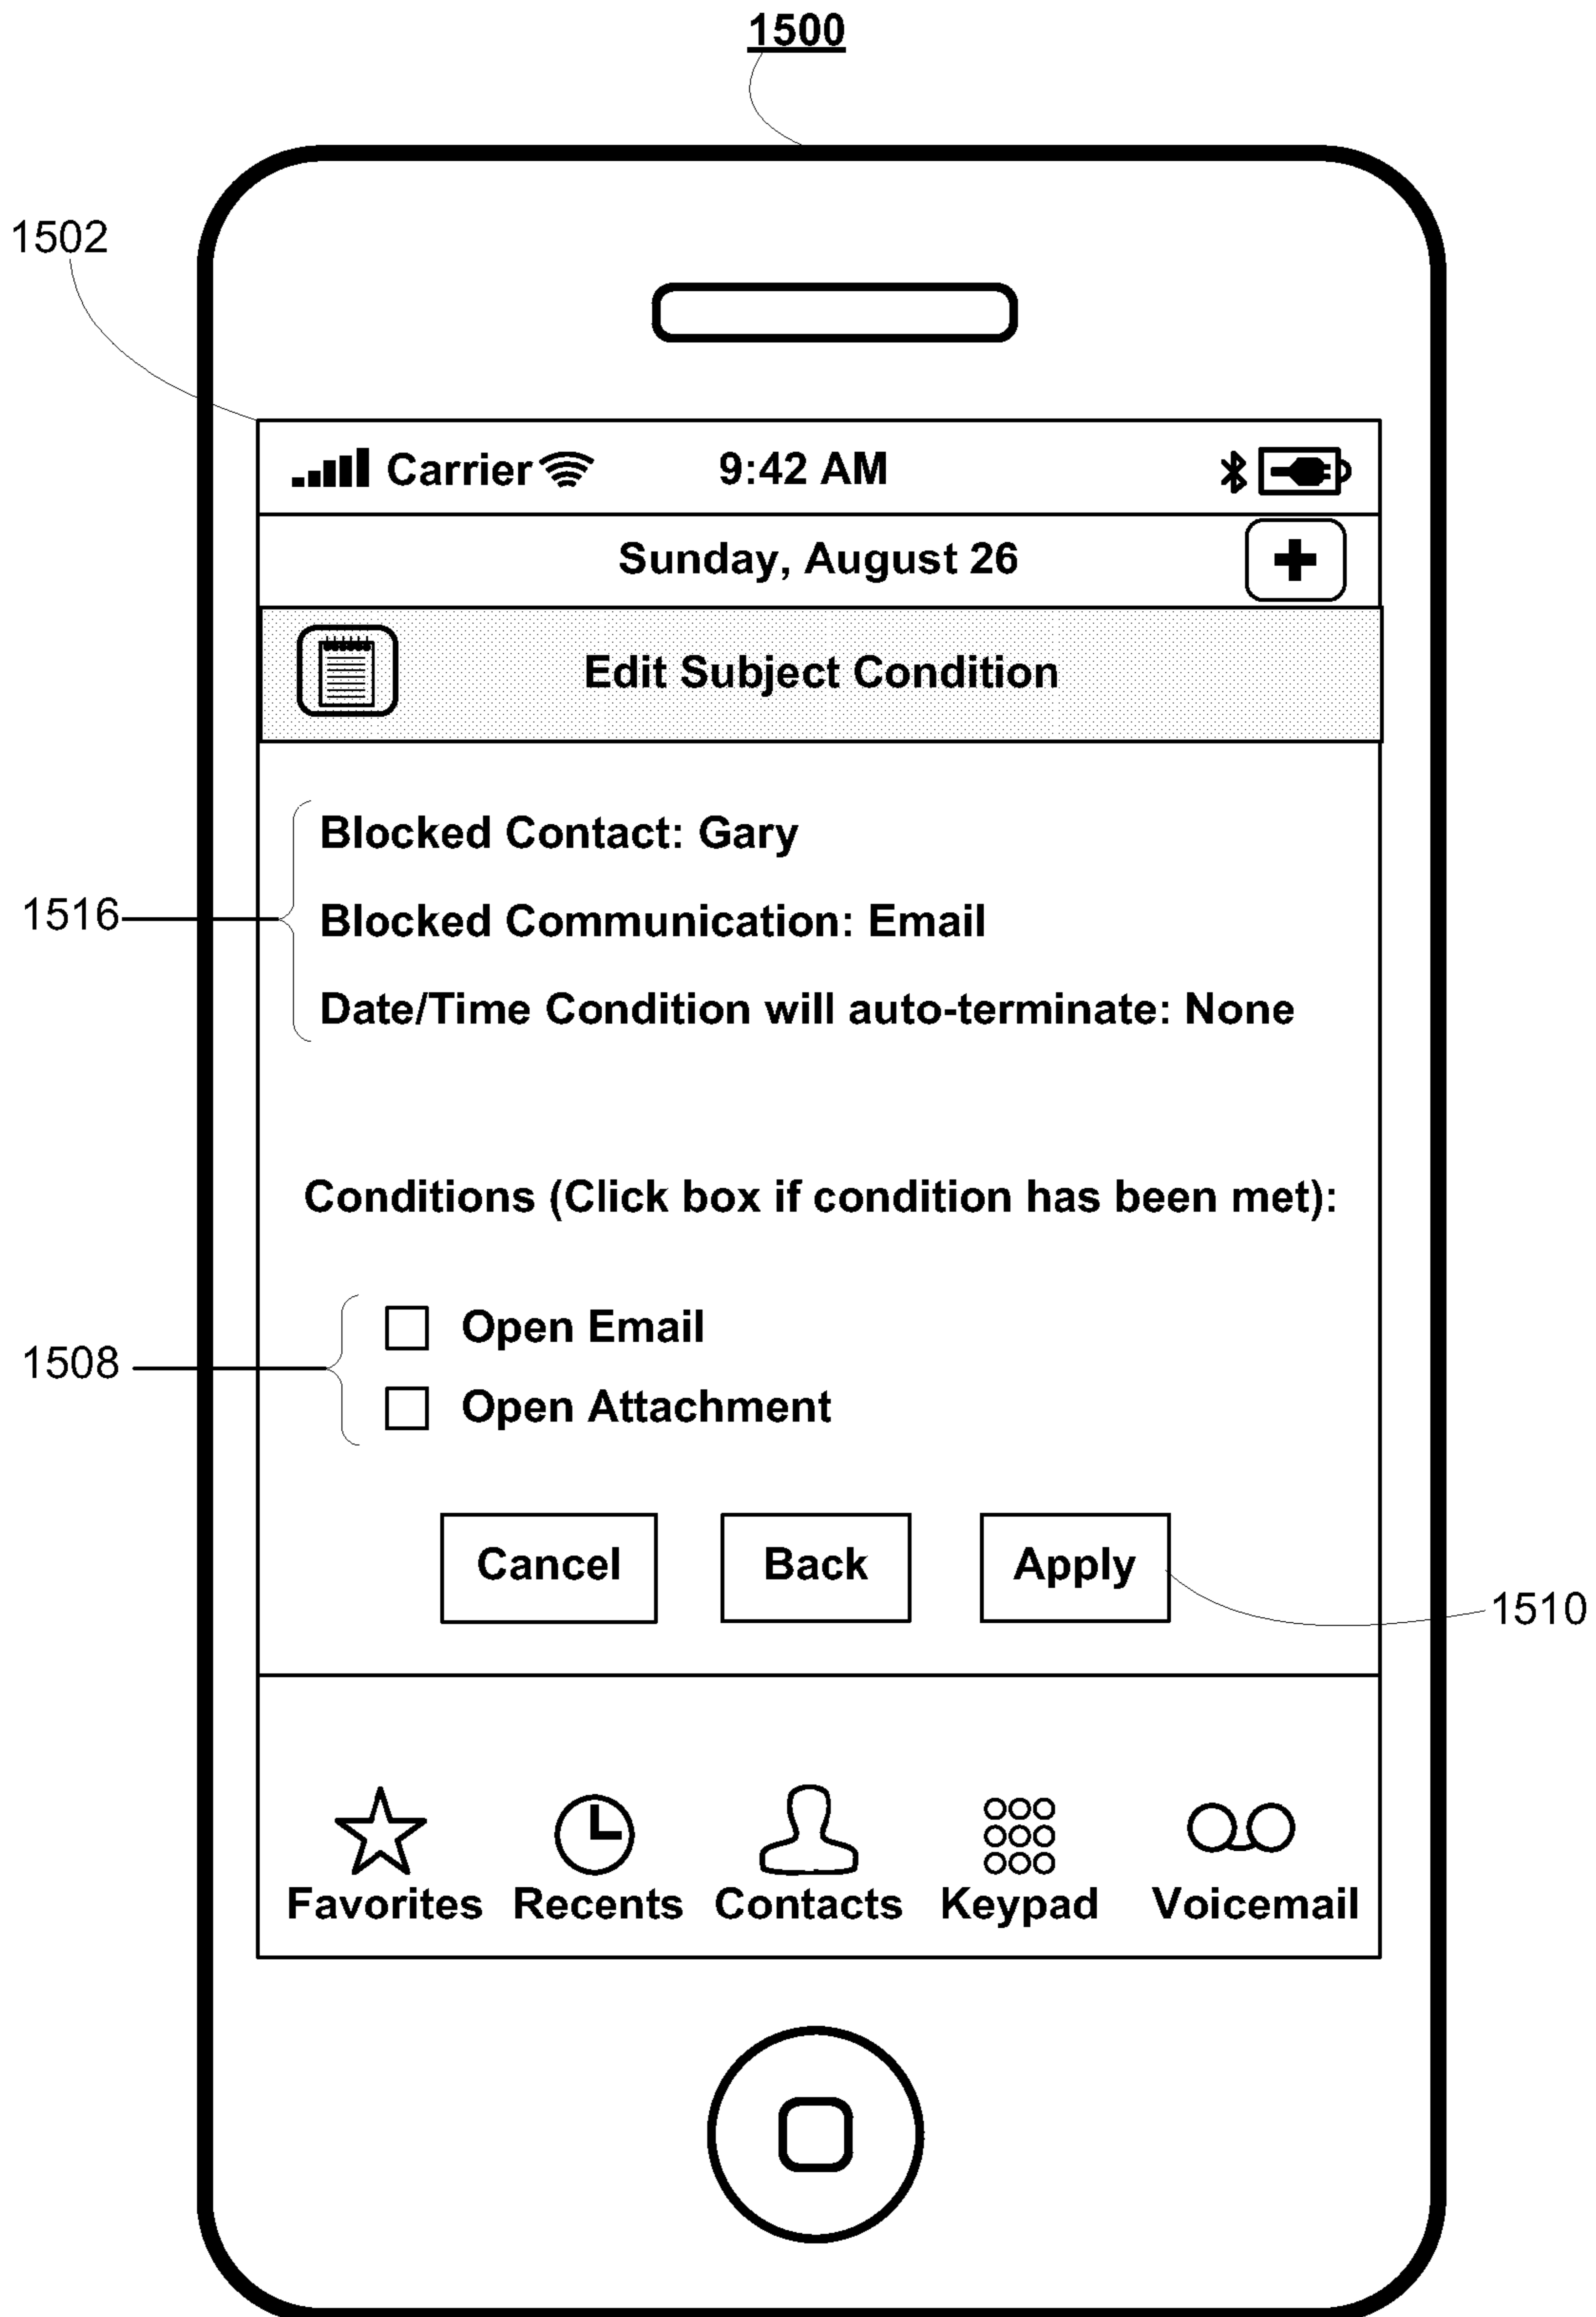 1500
1502
Carrier 9:42 AM
Sunday, August 26
Edit Subject Condition
Blocked Contact: Gary
1516
Blocked Communication: Email
Date/Time Condition will auto-terminate: None
Conditions (Click box if condition has been met):
Open Email
1508
Open Attachment
Cancel Back Apply
1510
Favorites Recents Contacts Keypad Voicemail